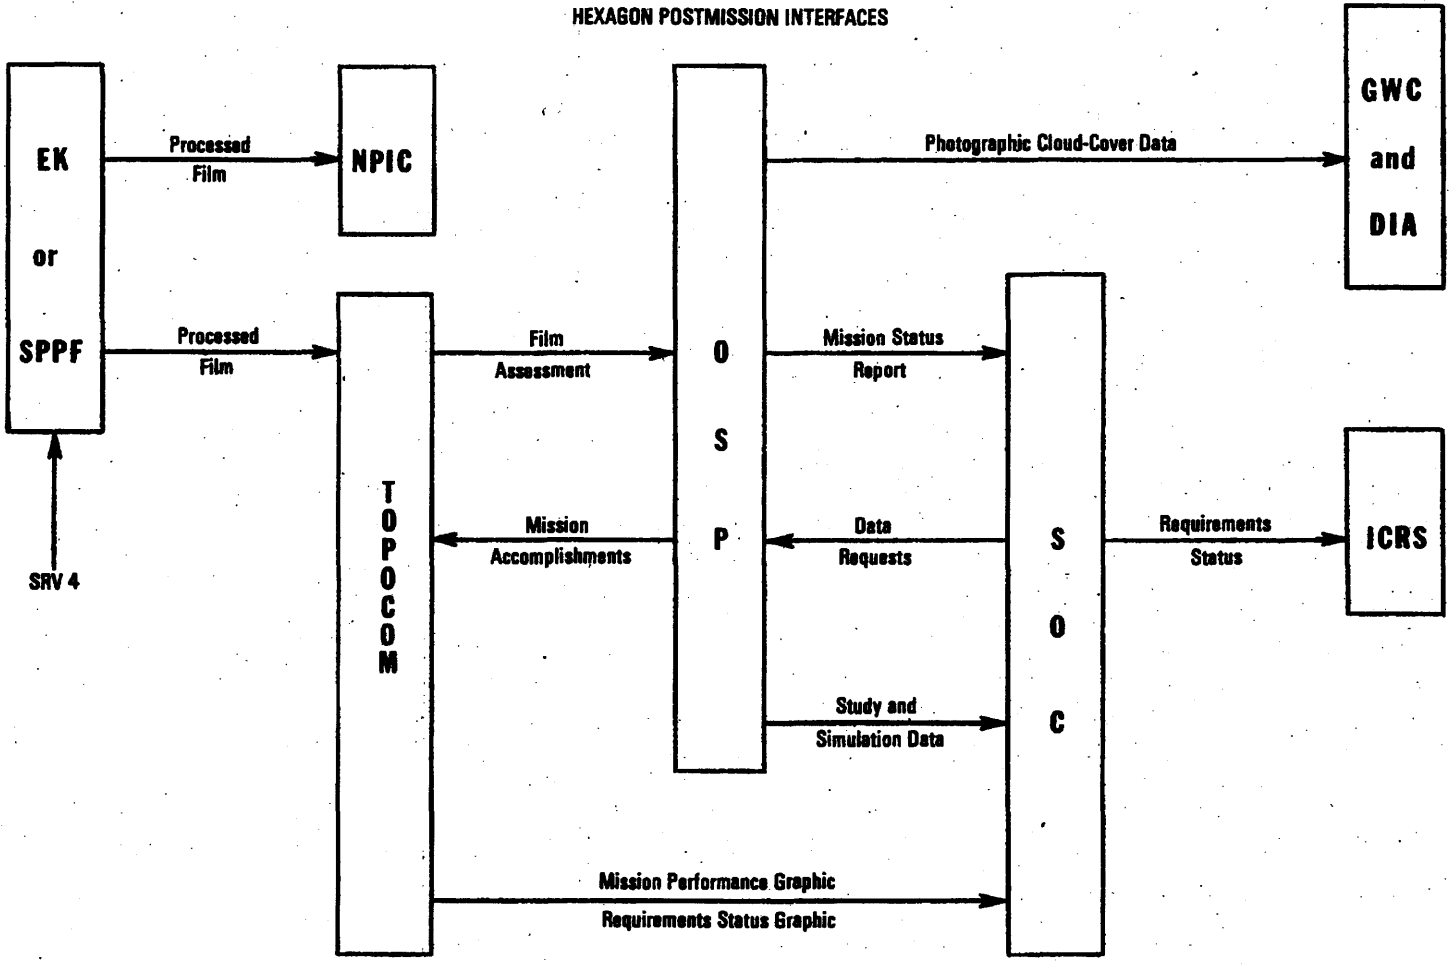 HEXAGON POSTMISSION INTERFACES
EK
or
SPPF
Processed
Film
NPIC
Processed
Film
SRV 4
TOPOCOM
Film
Assessment
Mission
Accomplishments
OSP
Photographic Cloud-Cover Data
GWC
and
DIA
Mission Status
Report
Data
Requests
Study and
Simulation Data
SOC
Requirements
Status
ICRS
Mission Performance Graphic
Requirements Status Graphic